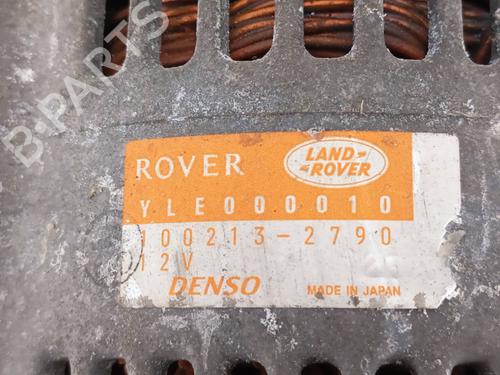 B-PARTS
ROVER
LAND ROVER
YLE000010
100213-2790
12V
DENSO
MADE IN JAPAN